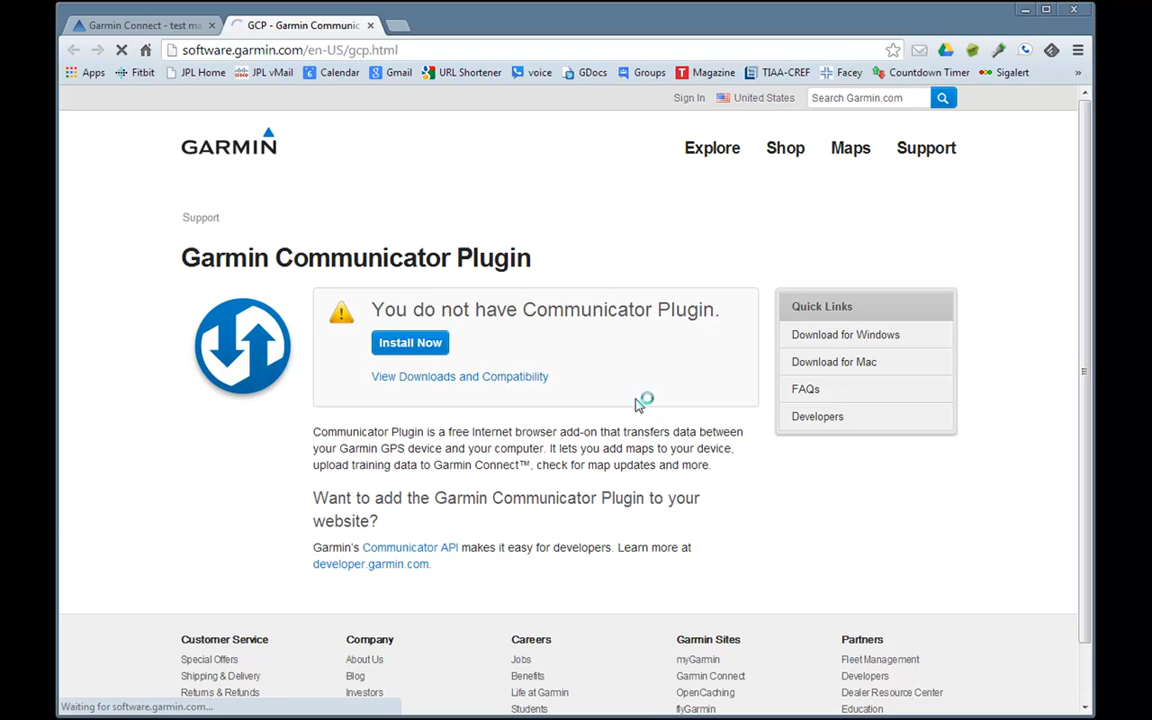 Garmin Connect - test m
GCP - Garmin Communic
software.garmin.com/en-US/gcp.html
Apps Fitbit JPL Home JPL vMail Calendar Gmail URL Shortener voice GDocs Groups Magazine TIAA-CREF Facey Countdown Timer Sigalert »
Sign In United States Search Garmin.com
GARMIN
Explore Shop Maps Support
Support
Garmin Communicator Plugin
You do not have Communicator Plugin.
Install Now
View Downloads and Compatibility
Quick Links
Download for Windows
Download for Mac
FAQs
Developers
Communicator Plugin is a free Internet browser add-on that transfers data between
your Garmin GPS device and your computer. It lets you add maps to your device,
upload training data to Garmin Connect™, check for map updates and more.
Want to add the Garmin Communicator Plugin to your
website?
Garmin's Communicator API makes it easy for developers. Learn more at
developer.garmin.com.
Customer Service Company Careers Garmin Sites Partners
Special Offers About Us Jobs myGarmin Fleet Management
Shipping & Delivery Blog Benefits Garmin Connect Developers
Returns & Refunds Investors Life at Garmin OpenCaching Dealer Resource Center
Students flyGarmin Education
Waiting for software.garmin.com...